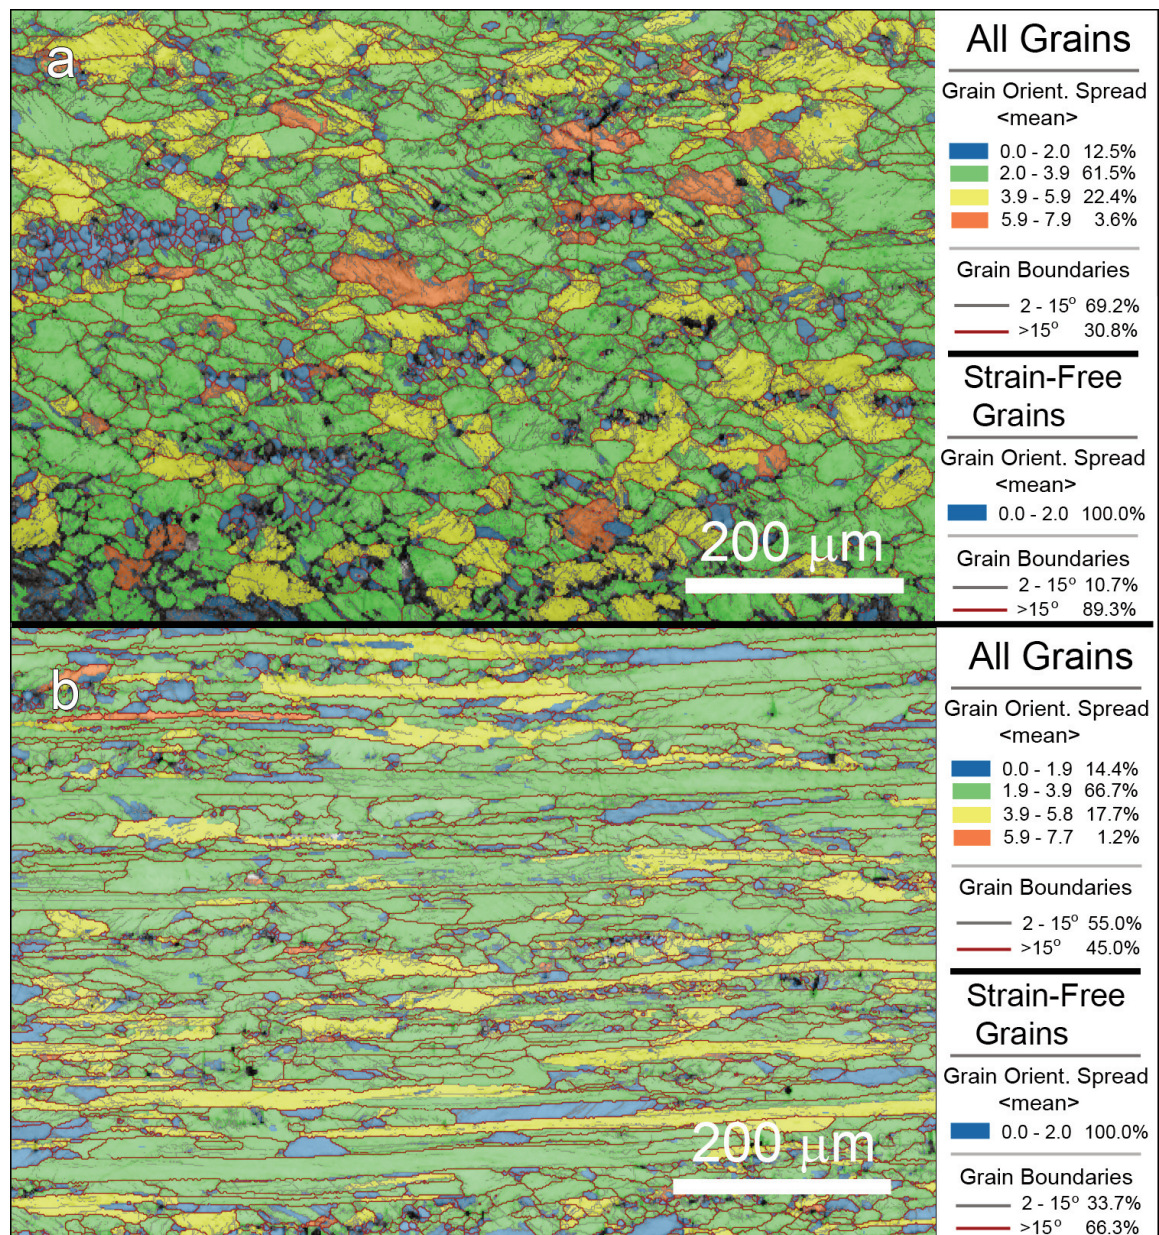 a
All Grains
Grain Orient. Spread
<mean>
0.0 - 2.0 12.5%
2.0 - 3.9 61.5%
3.9 - 5.9 22.4%
5.9 - 7.9 3.6%
Grain Boundaries
2 - 15° 69.2%
>15° 30.8%
Strain-Free
Grains
Grain Orient. Spread
<mean>
0.0 - 2.0 100.0%
Grain Boundaries
2 - 15° 10.7%
>15° 89.3%
200 μm
b
All Grains
Grain Orient. Spread
<mean>
0.0 - 1.9 14.4%
1.9 - 3.9 66.7%
3.9 - 5.8 17.7%
5.9 - 7.7 1.2%
Grain Boundaries
2 - 15° 55.0%
>15° 45.0%
Strain-Free
Grains
Grain Orient. Spread
<mean>
0.0 - 2.0 100.0%
Grain Boundaries
2 - 15° 33.7%
>15° 66.3%
200 μm